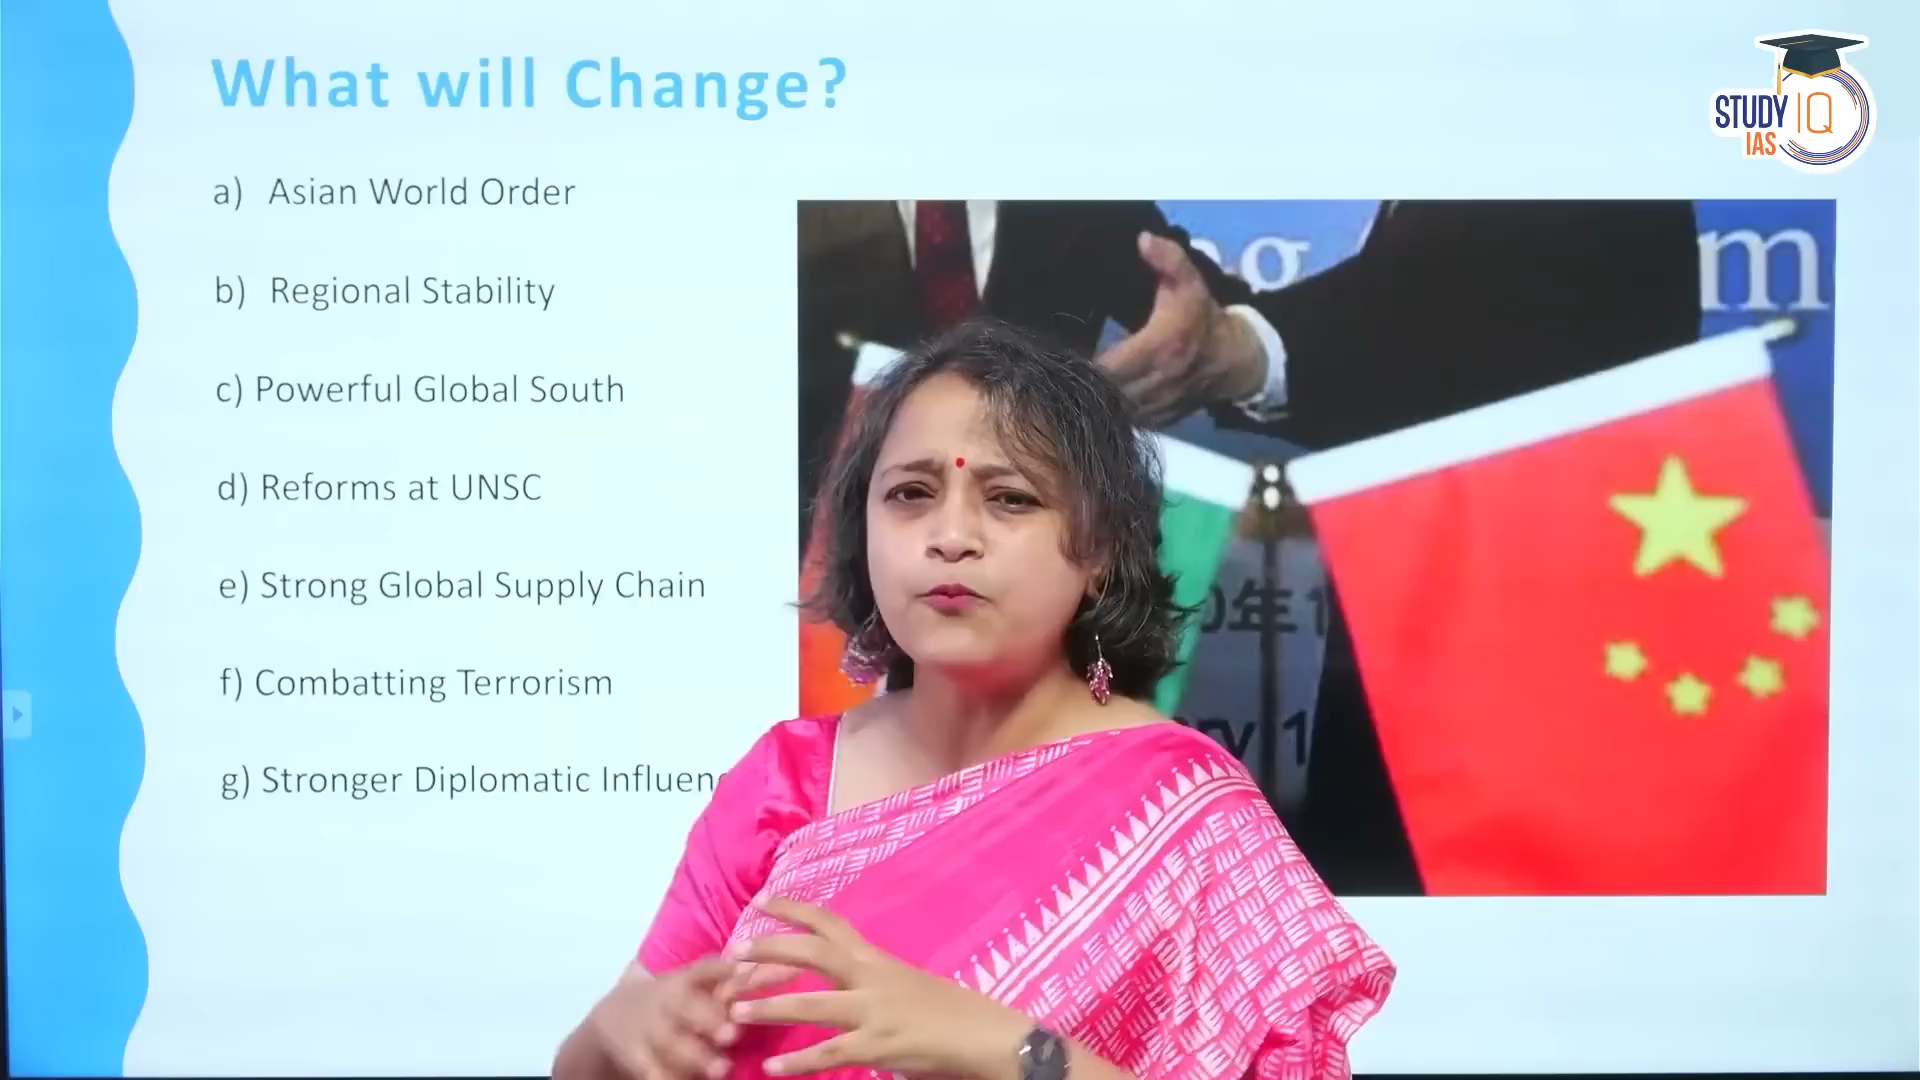 What will Change?
STUDY IQ
IAS
a) Asian World Order
b) Regional Stability
c) Powerful Global South
d) Reforms at UNSC
e) Strong Global Supply Chain
f) Combatting Terrorism
g) Stronger Diplomatic